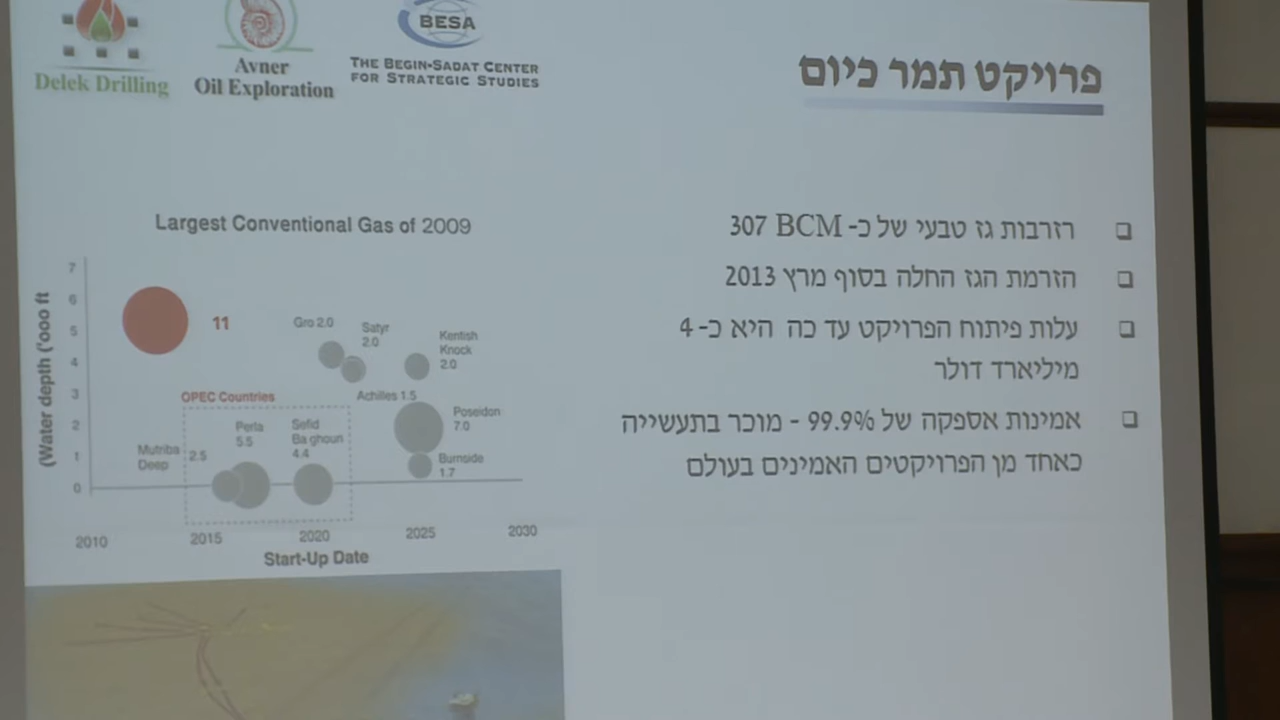 Delek Drilling
Avner
Oil Exploration
BESA
THE BEGIN-SADAT CENTER
FOR STRATEGIC STUDIES
פרויקט תמר כיום
רזרבות גז טבעי של כ- 307 BCM
הזרמת הגז החלה בסוף מרץ 2013
עלות פיתוח הפרויקט עד כה היא כ- 4
מיליארד דולר
אמינות אספקה של 99.9% - מוכר בתעשייה
כאחד מן הפרויקטים האמינים בעולם
Largest Conventional Gas of 2009
(Water depth ('000 ft
7
6
5
4
3
2
1
0
11
Gro 2.0
Satyr
2.0
Kentish
Knock
2.0
OPEC Countries
Achilles 1.5
Perla
5.5
Sefid
Ba ghoun
4.4
Poseidon
7.0
Mutriba
Deep
2.5
Burnside
1.7
2010
2015
2020
2025
2030
Start-Up Date